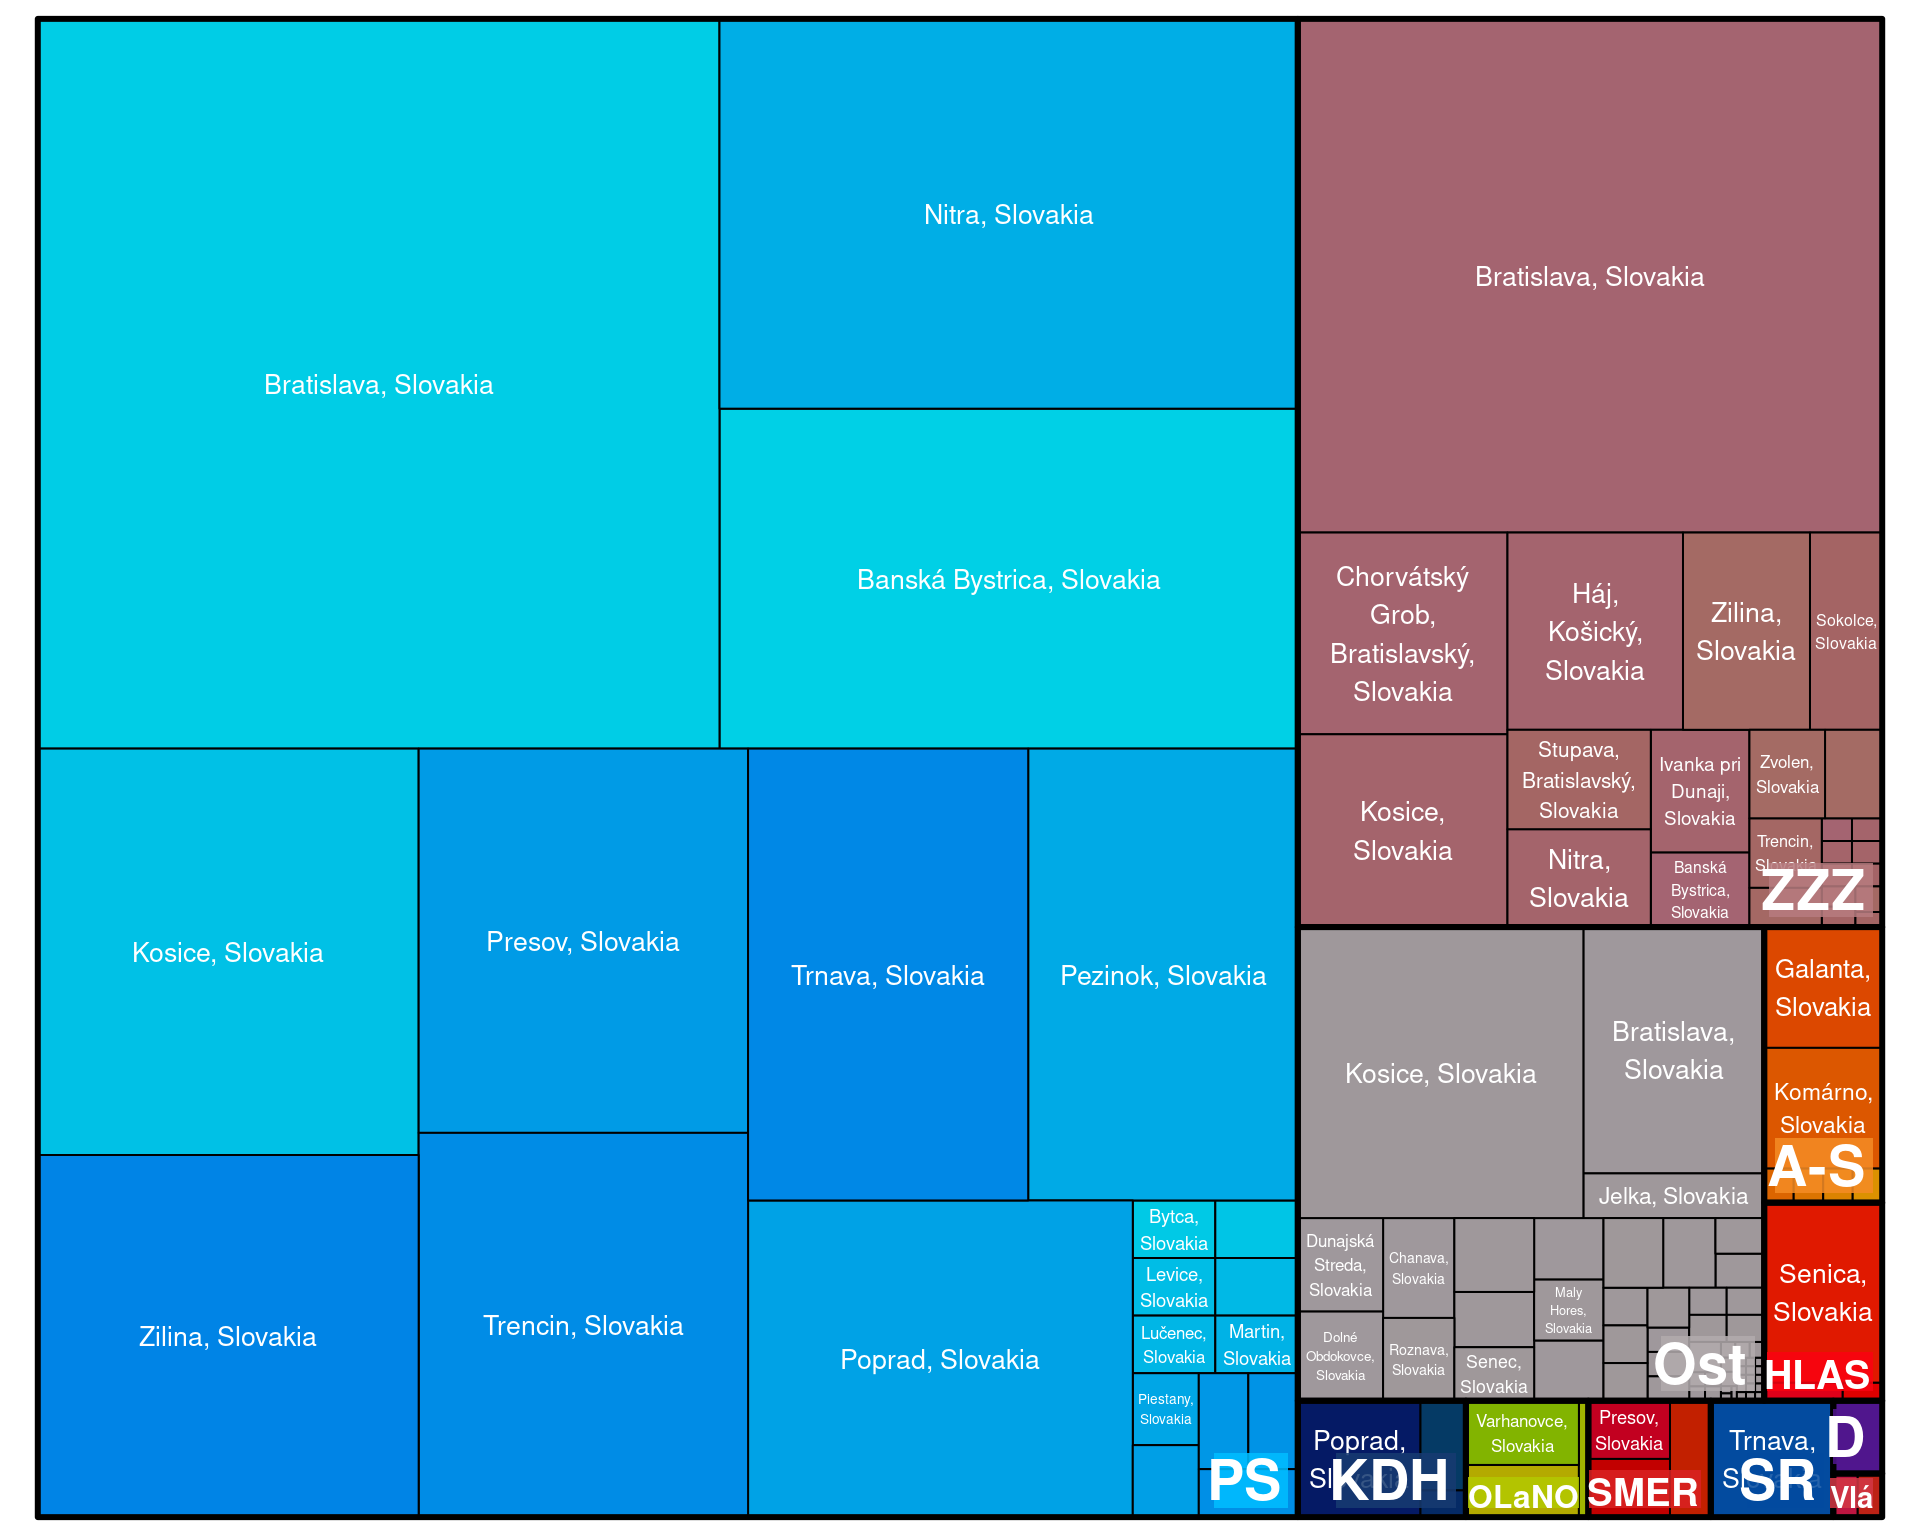 Bratislava, Slovakia
Nitra, Slovakia
Banská Bystrica, Slovakia
Kosice, Slovakia
Presov, Slovakia
Trnava, Slovakia
Pezinok, Slovakia
Zilina, Slovakia
Trencin, Slovakia
Poprad, Slovakia
Bytca,
Slovakia
Levice,
Slovakia
Lučenec,
Slovakia
Martin,
Slovakia
Piestany,
Slovakia
PS
Bratislava, Slovakia
Chorvátský
Grob,
Bratislavský,
Slovakia
Háj,
Košický,
Slovakia
Zilina,
Slovakia
Sokolce,
Slovakia
Kosice,
Slovakia
Stupava,
Bratislavský,
Slovakia
Nitra,
Slovakia
Ivanka pri
Dunaji,
Slovakia
Banská
Bystrica,
Slovakia
Zvolen,
Slovakia
Trencin,
Slovakia
ZZZ
Kosice, Slovakia
Bratislava,
Slovakia
Jelka, Slovakia
Dunajská
Streda,
Slovakia
Dolné
Obdokovce,
Slovakia
Chanava,
Slovakia
Roznava,
Slovakia
Senec,
Slovakia
Maly
Hores,
Slovakia
Ost
Galanta,
Slovakia
Komárno,
Slovakia
A-S
Senica,
Slovakia
HLAS
Poprad,
Slovakia
KDH
Varhanovce,
Slovakia
OLaNO
Presov,
Slovakia
SMER
Trnava,
Slovakia
SR
D
Vlá